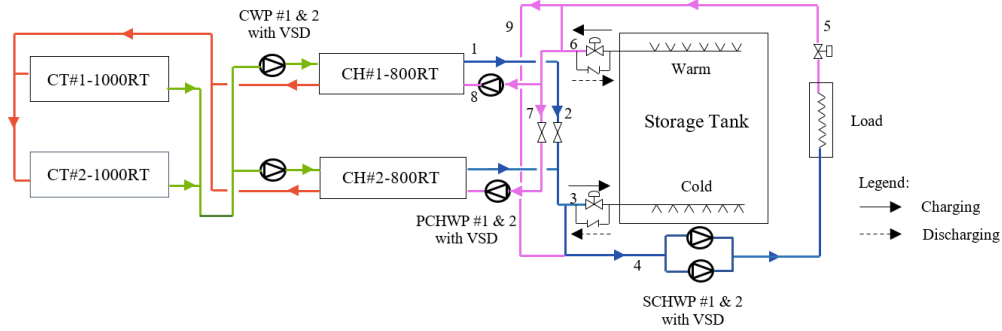 CWP #1 & 2
with VSD
9
5
1
6
CT#1-1000RT
CH#1-800RT
Warm
8
7
2
Storage Tank
Load
CT#2-1000RT
CH#2-800RT
Cold
3
Legend:
Charging
Discharging
PCHWP #1 & 2
with VSD
4
SCHWP #1 & 2
with VSD